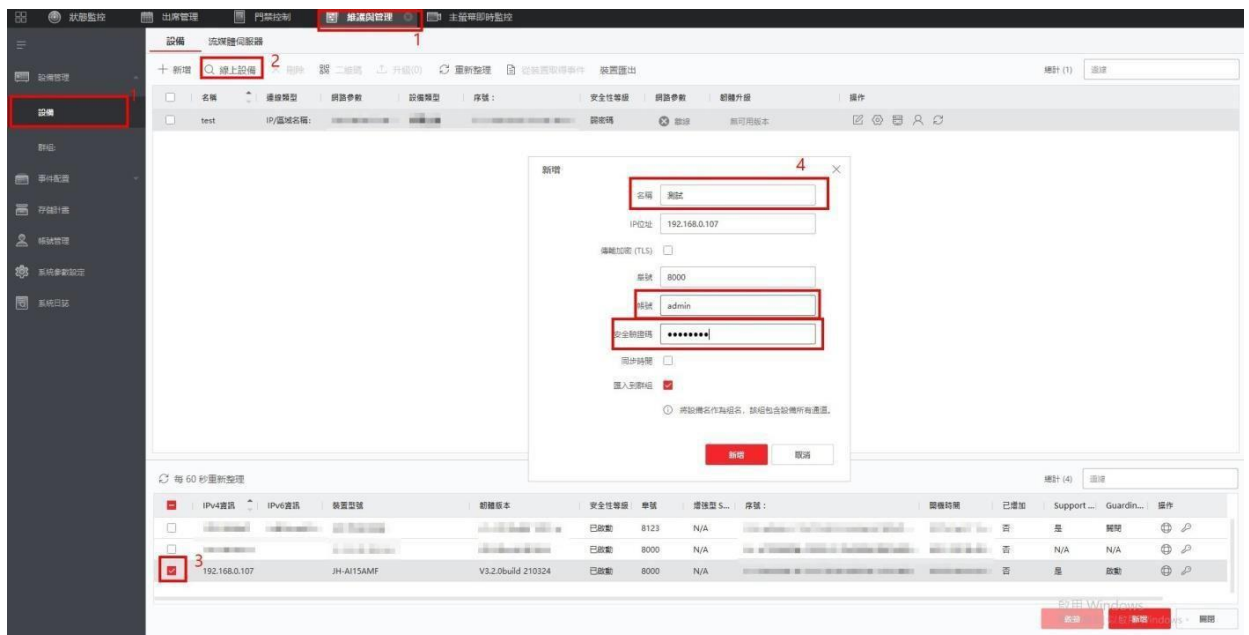 狀態監控 出席管理 門禁控制 維護與管理 主螢幕即時監控
1
設備 流媒體伺服器
設備管理
設備
1
群組
事件配置
存儲計畫
帳號管理
系統參數設定
系統日誌
新增 線上設備 2 刪除 二維碼 升級(0) 重新整理 從裝置取得事件 裝置匯出 總計 (1) 過濾
名稱 連線類型 網路參數 設備類型 序號: 安全性等級 網路參數 韌體升級 操作
test IP/區域名稱: 弱密碼 離線 無可用版本
新增 4
名稱 測試
IP位址 192.168.0.107
傳輸加密 (TLS)
埠號 8000
帳號 admin
安全驗證碼 ••••••••
同步時間
匯入到群組
將設備名作為組名，該組包含設備所有通道。
新增 取消
每 60 秒重新整理 總計 (4) 過濾
IPv4資訊 IPv6資訊 裝置型號 韌體版本 安全性等級 埠號 增強型 S... 序號: 開機時間 已增加 Support ... Guardin... 操作
已啟動 8123 N/A 否 是 關閉
已啟動 8000 N/A 否 N/A N/A
3 192.168.0.107 JH-AI15AMF V3.2.0build 210324 已啟動 8000 N/A 否 是 啟動
啟用 Windows
新增 關閉